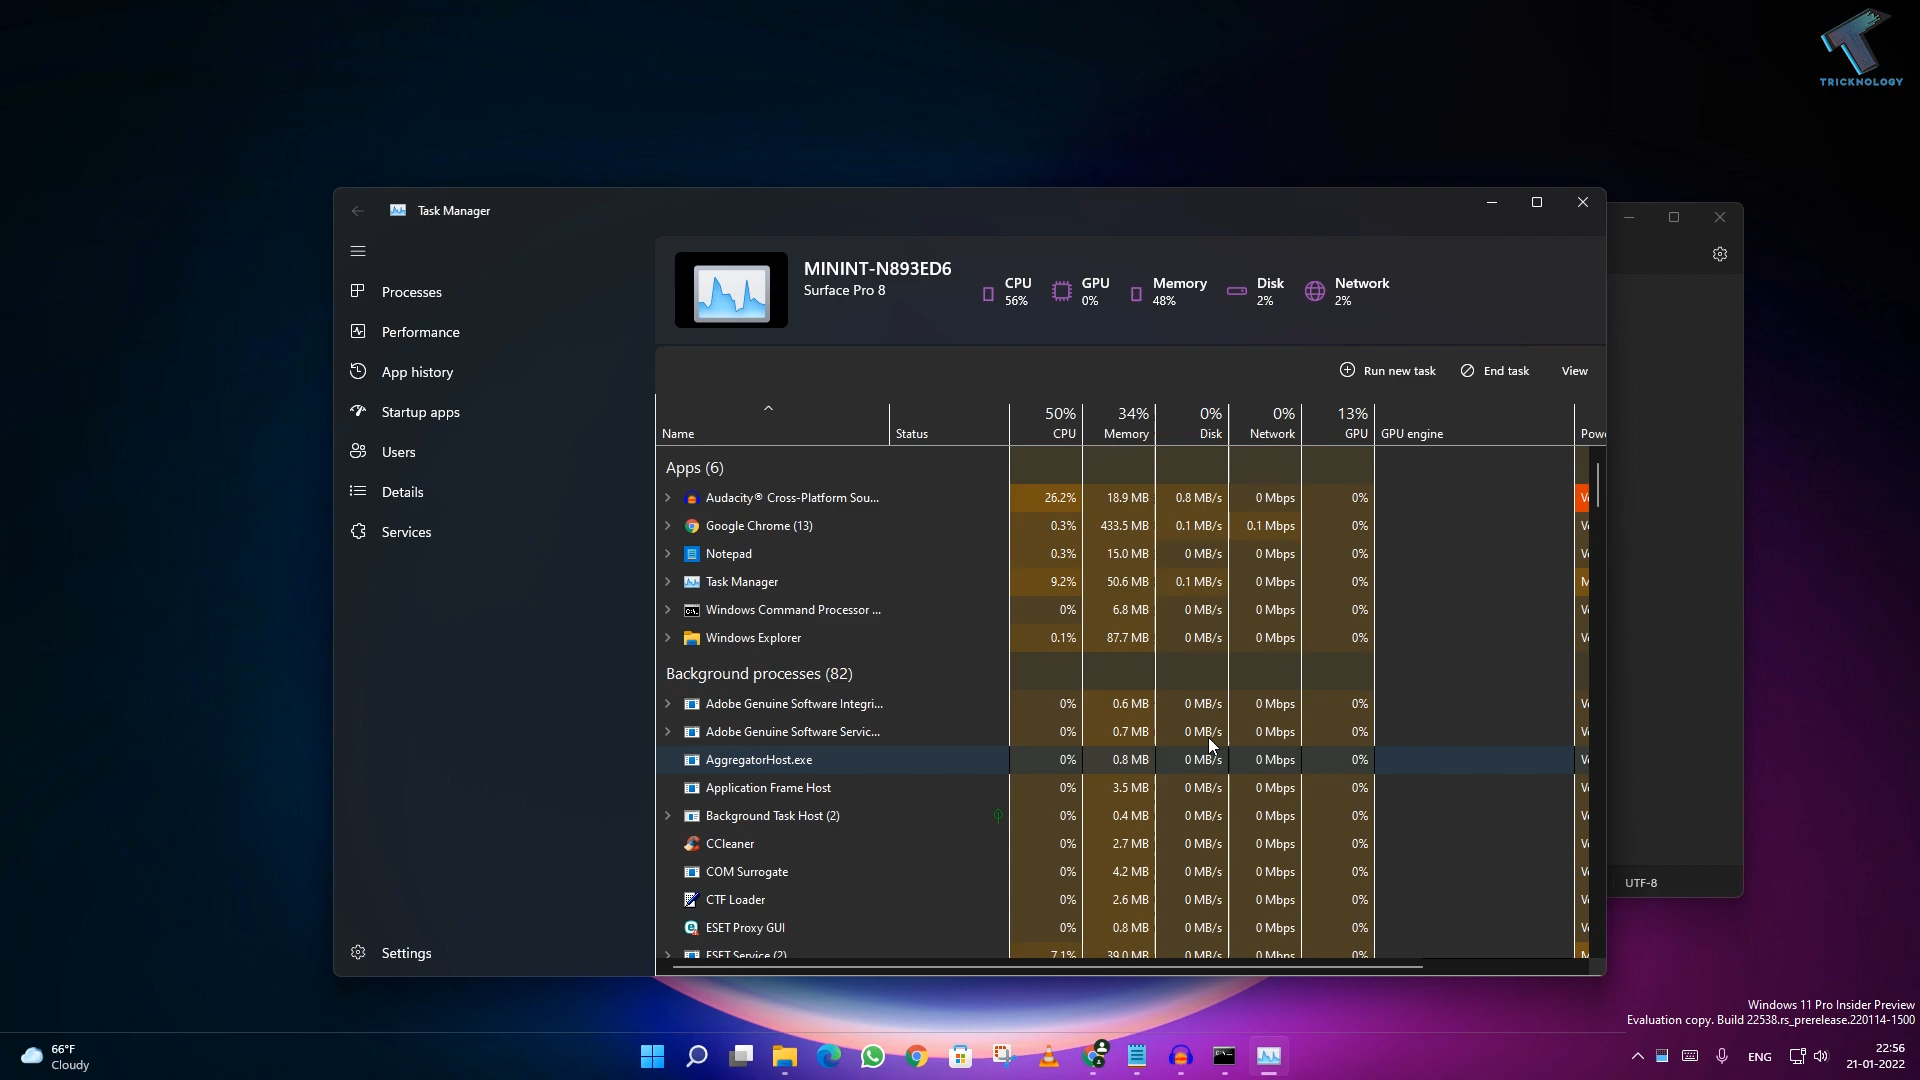 TRICKNOLOGY
Task Manager
MININT-N893ED6
Surface Pro 8
CPU 56%
GPU 0%
Memory 48%
Disk 2%
Network 2%
Processes
Performance
App history
Startup apps
Users
Details
Services
Settings
Run new task End task View
50% 34% 0% 0% 13%
Name Status CPU Memory Disk Network GPU GPU engine
Apps (6)
Audacity® Cross-Platform Sou... 26.2% 18.9 MB 0.8 MB/s 0 Mbps 0%
Google Chrome (13) 0.3% 433.5 MB 0.1 MB/s 0.1 Mbps 0%
Notepad 0.3% 15.0 MB 0 MB/s 0 Mbps 0%
Task Manager 9.2% 50.6 MB 0.1 MB/s 0 Mbps 0%
Windows Command Processor ... 0% 6.8 MB 0 MB/s 0 Mbps 0%
Windows Explorer 0.1% 87.7 MB 0 MB/s 0 Mbps 0%
Background processes (82)
Adobe Genuine Software Integri... 0% 0.6 MB 0 MB/s 0 Mbps 0%
Adobe Genuine Software Servic... 0% 0.7 MB 0 MB/s 0 Mbps 0%
AggregatorHost.exe 0% 0.8 MB 0 MB/s 0 Mbps 0%
Application Frame Host 0% 3.5 MB 0 MB/s 0 Mbps 0%
Background Task Host (2) 0% 0.4 MB 0 MB/s 0 Mbps 0%
CCleaner 0% 2.7 MB 0 MB/s 0 Mbps 0%
COM Surrogate 0% 4.2 MB 0 MB/s 0 Mbps 0%
CTF Loader 0% 2.6 MB 0 MB/s 0 Mbps 0%
ESET Proxy GUI 0% 0.8 MB 0 MB/s 0 Mbps 0%
ESET Service (2) 7.1% 39.0 MB 0 MB/s 0 Mbps 0%
UTF-8
Windows 11 Pro Insider Preview
Evaluation copy. Build 22538.rs_prerelease.220114-1500
66°F
Cloudy
ENG
22:56
21-01-2022